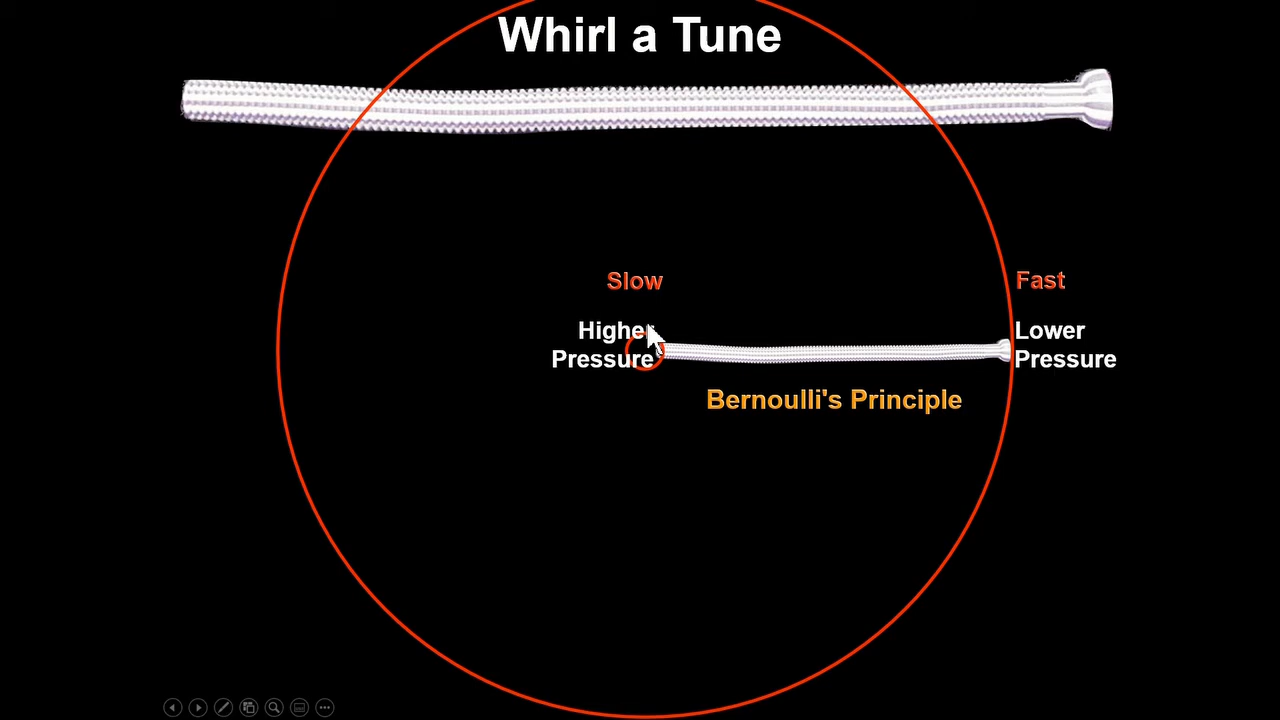 Whirl a Tune
Slow
Fast
Higher
Pressure
Lower
Pressure
Bernoulli's Principle